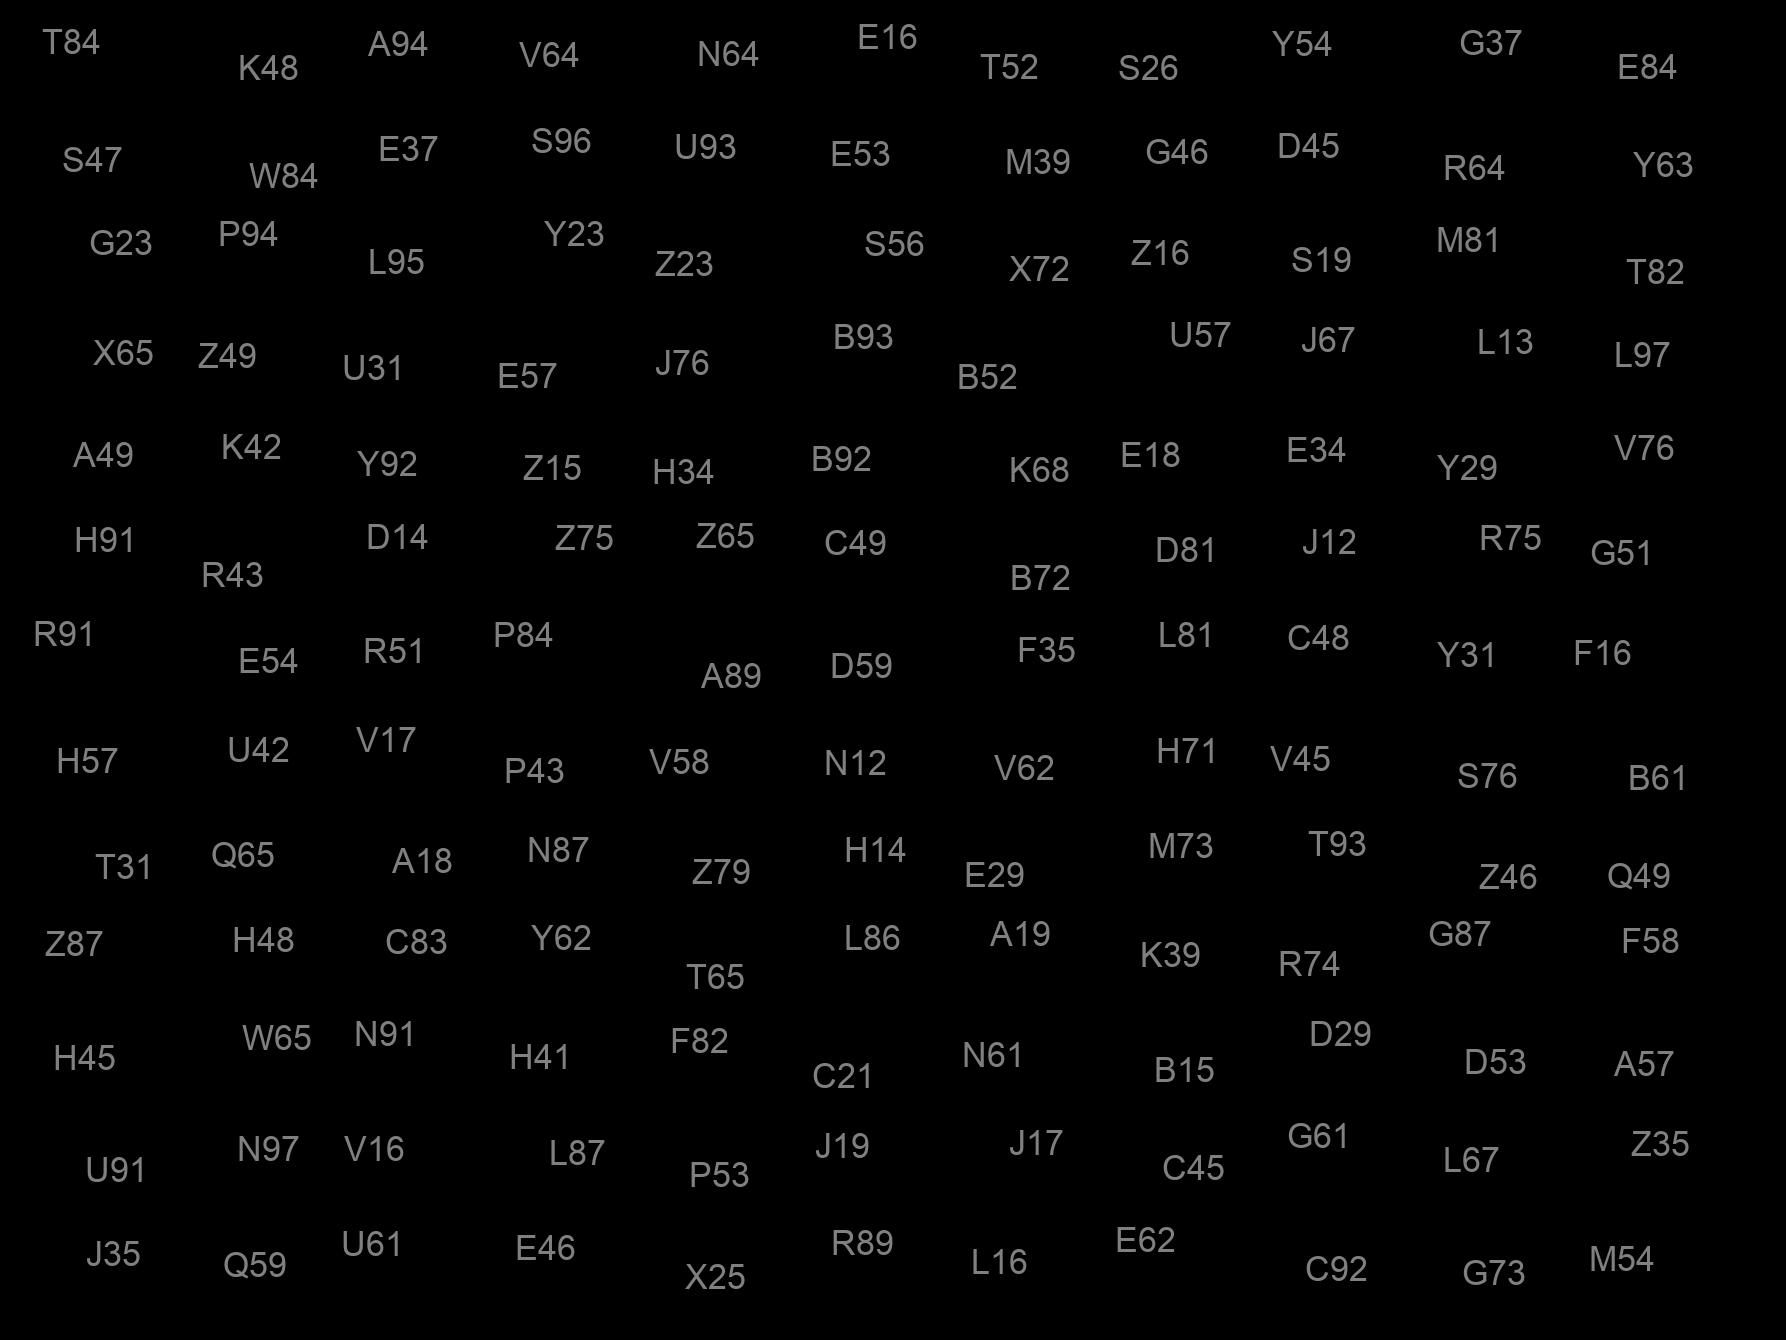 T84 K48 A94 V64 N64 E16 T52 S26 Y54 G37 E84
S47 W84 E37 S96 U93 E53 M39 G46 D45 R64 Y63
G23 P94 L95 Y23 Z23 S56 X72 Z16 S19 M81 T82
X65 Z49 U31 E57 J76 B93 B52 U57 J67 L13 L97
A49 K42 Y92 Z15 H34 B92 K68 E18 E34 Y29 V76
H91 R43 D14 Z75 Z65 C49 B72 D81 J12 R75 G51
R91 E54 R51 P84 A89 D59 F35 L81 C48 Y31 F16
H57 U42 V17 P43 V58 N12 V62 H71 V45 S76 B61
T31 Q65 A18 N87 Z79 H14 E29 M73 T93 Z46 Q49
Z87 H48 C83 Y62 T65 L86 A19 K39 R74 G87 F58
H45 W65 N91 H41 F82 C21 N61 B15 D29 D53 A57
U91 N97 V16 L87 P53 J19 J17 C45 G61 L67 Z35
J35 Q59 U61 E46 X25 R89 L16 E62 C92 G73 M54